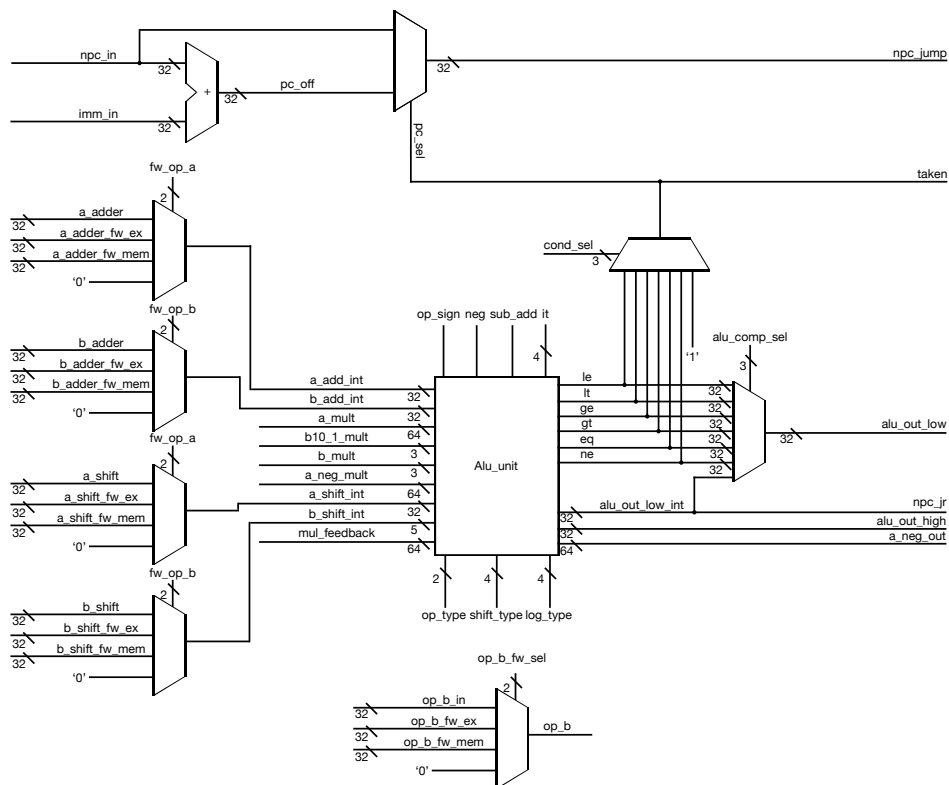 npc_in
32
imm_in
32
+
32
pc_off
32
npc_jump
pc_sel
taken
fw_op_a
2
a_adder
32
a_adder_fw_ex
32
a_adder_fw_mem
32
‘0’
fw_op_b
2
b_adder
32
b_adder_fw_ex
32
b_adder_fw_mem
32
‘0’
fw_op_a
2
a_shift
32
a_shift_fw_ex
32
a_shift_fw_mem
32
‘0’
fw_op_b
2
b_shift
32
b_shift_fw_ex
32
b_shift_fw_mem
32
‘0’
cond_sel
3
‘1’
op_sign neg sub_add it
4
a_add_int
32
b_add_int
32
a_mult
64
b10_1_mult
3
b_mult
3
a_neg_mult
64
a_shift_int
32
b_shift_int
5
mul_feedback
64
Alu_unit
le
lt
ge
gt
eq
ne
alu_comp_sel
3
32
32
32
32
32
32
32
32
alu_out_low
alu_out_low_int
32
npc_jr
32
alu_out_high
64
a_neg_out
2
4
4
op_type shift_type log_type
op_b_fw_sel
2
op_b_in
32
op_b_fw_ex
32
op_b_fw_mem
32
‘0’
op_b